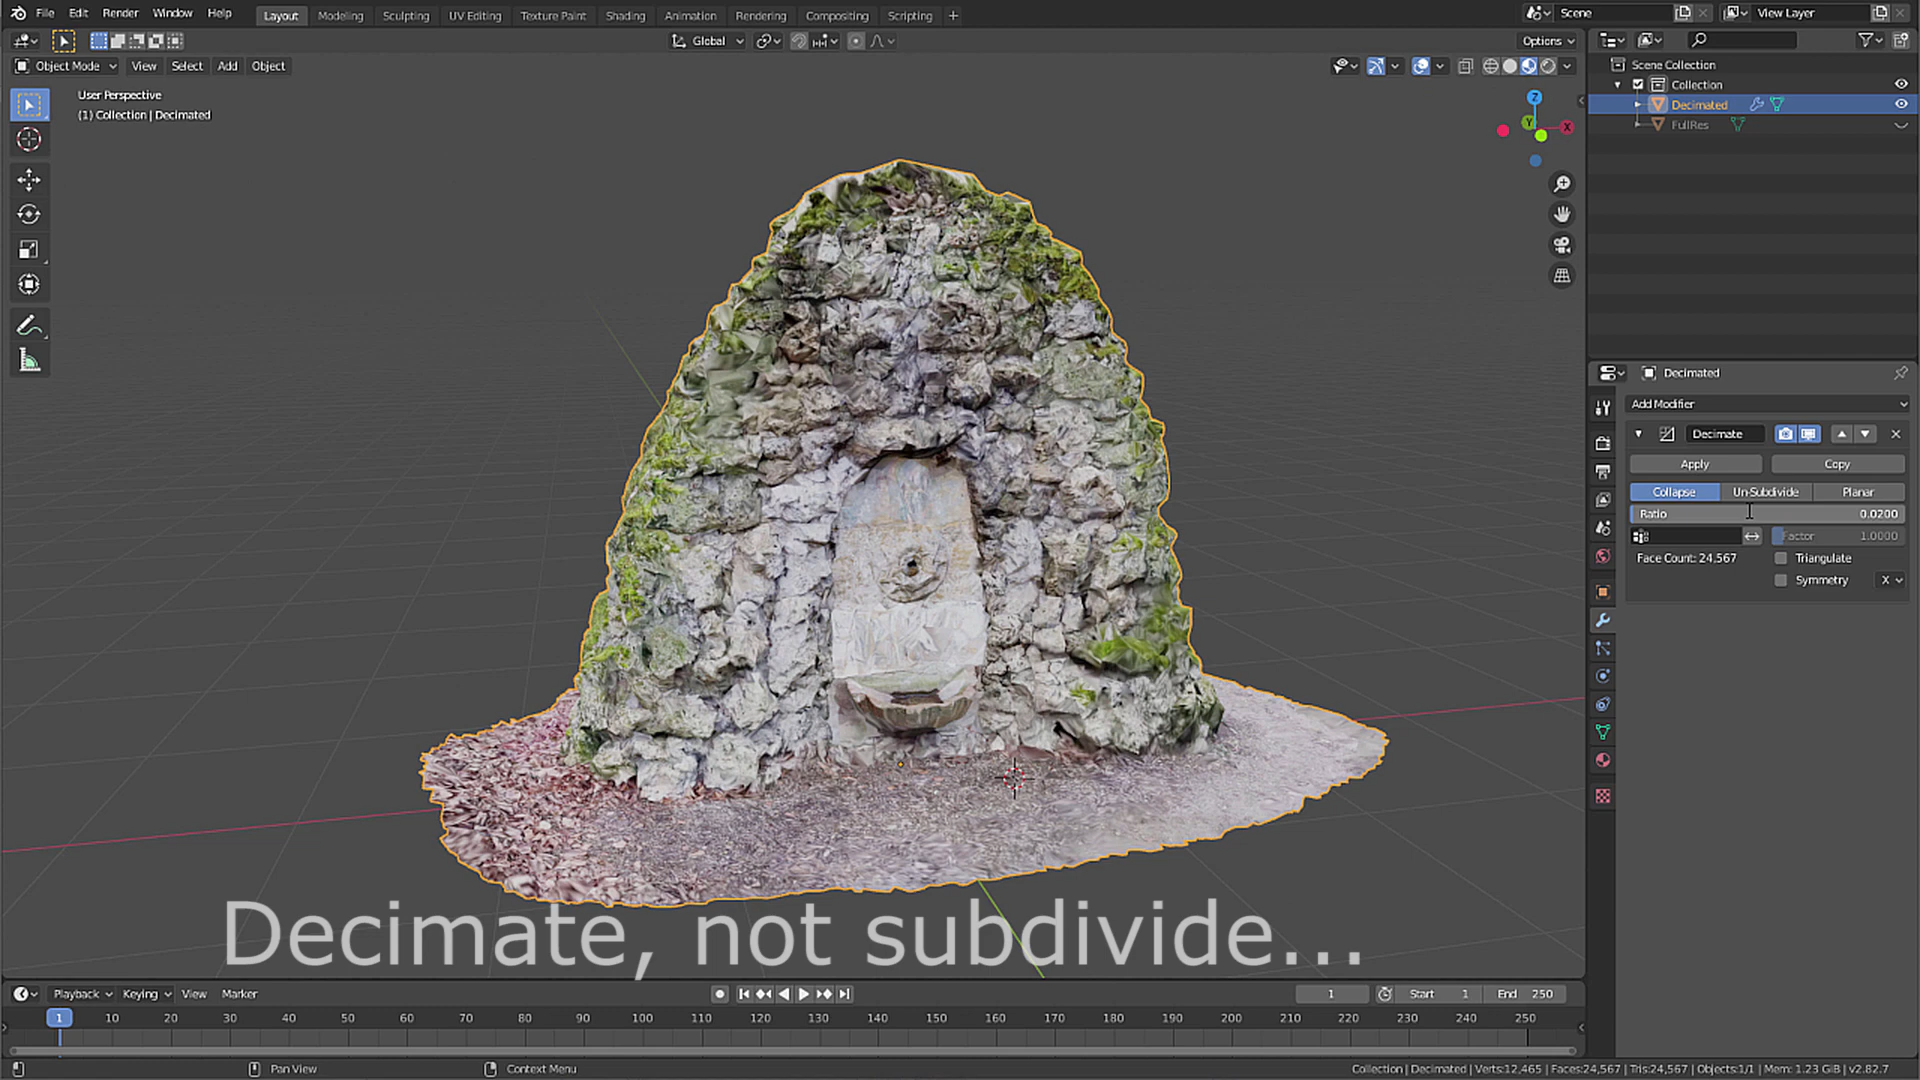 File Edit Render Window Help Layout Modeling Sculpting UV Editing Texture Paint Shading Animation Rendering Compositing Scripting + Scene View Layer
Global Options
Object Mode View Select Add Object
User Perspective
(1) Collection | Decimated
Z
Y
X
Scene Collection
Collection
Decimated
FullRes
Decimated
Add Modifier
Decimate
Apply Copy
Collapse Un-Subdivide Planar
Ratio 0.0200
Factor 1.0000
Face Count: 24,567 Triangulate
Symmetry X
Decimate, not subdivide...
Playback Keying View Marker 1 Start 1 End 250
1 10 20 30 40 50 60 70 80 90 100 110 120 130 140 150 160 170 180 190 200 210 220 230 240 250
Pan View Context Menu Collection | Decimated | Verts:12,465 | Faces:24,567 | Tris:24,567 | Objects:1/1 | Mem: 1.23 GiB | v2.82.7